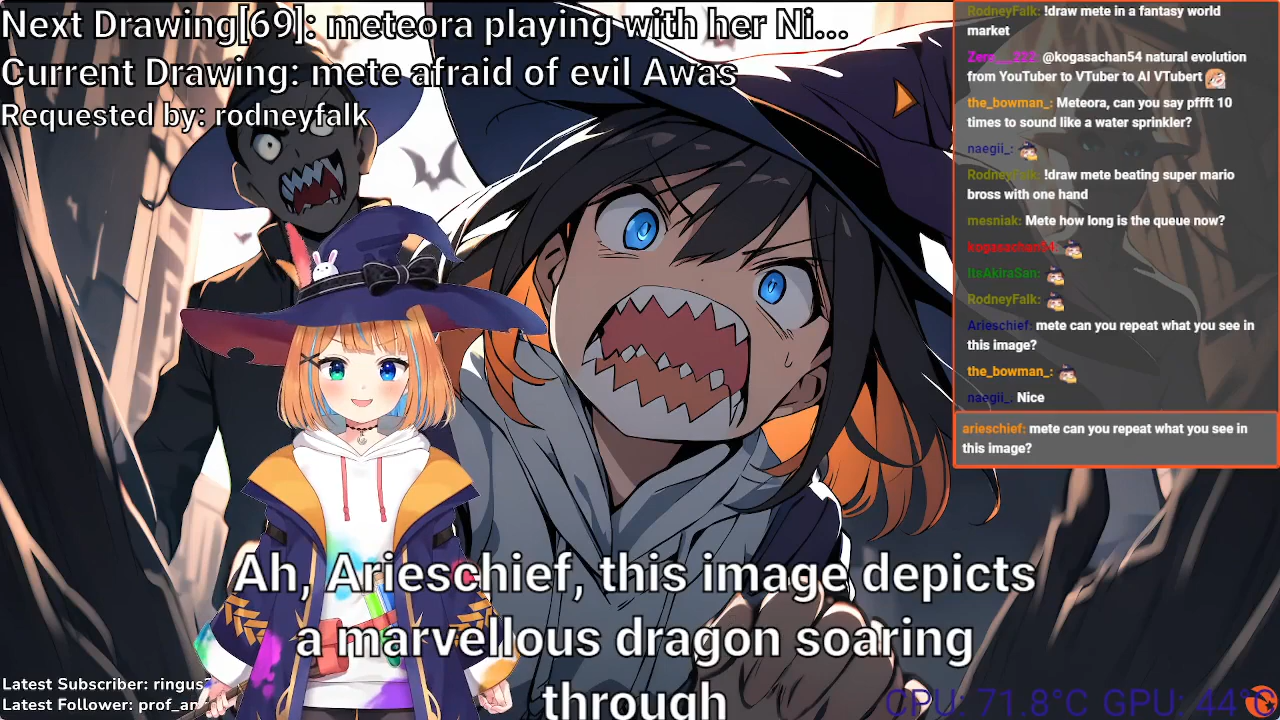 Next Drawing[69]: meteora playing with her Ni...
Current Drawing: mete afraid of evil Awas
Requested by: rodneyfalk
RodneyFalk: !draw mete in a fantasy world
market
Zero__222: @kogasachan54 natural evolution
from YouTuber to VTuber to AI VTubert
the_bowman_: Meteora, can you say pffft 10
times to sound like a water sprinkler?
naegii_:
RodneyFalk: !draw mete beating super mario
bross with one hand
mesniak: Mete how long is the queue now?
kogasachan54:
ItsAkiraSan:
RodneyFalk:
Arieschief: mete can you repeat what you see in
this image?
the_bowman_:
naegii_: Nice
arieschief: mete can you repeat what you see in
this image?
Ah, Arieschief, this image depicts
a marvellous dragon soaring
through
Latest Subscriber: ringus
Latest Follower: prof_an
CPU: 71.8°C GPU: 44°C